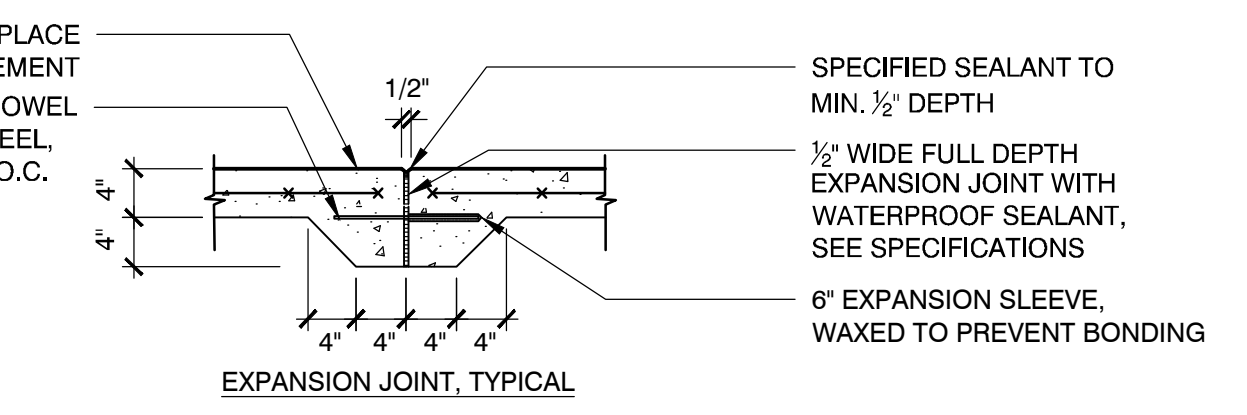 PLACE
EMENT
OWEL
EEL,
O.C.
1/2"
SPECIFIED SEALANT TO
MIN. ½" DEPTH
½" WIDE FULL DEPTH
EXPANSION JOINT WITH
WATERPROOF SEALANT,
SEE SPECIFICATIONS
6" EXPANSION SLEEVE,
WAXED TO PREVENT BONDING
4"
4"
4" 4" 4" 4"
EXPANSION JOINT, TYPICAL